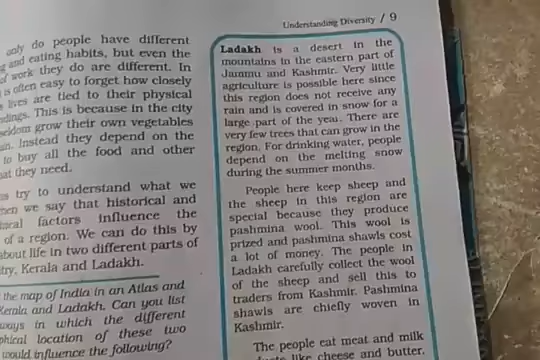 Understanding Diversity / 9
only do people have different
and eating habits, but even the
of work they do are different. In
is often easy to forget how closely
lives are tied to their physical
This is because in the city
seldom grow their own vegetables
Instead they depend on the
to buy all the food and other
they need.
try to understand what we
when we say that historical and
factors influence the
of a region. We can do this by
about life in two different parts of
Kerala and Ladakh.
the map of India in an Atlas and
Kerala and Ladakh. Can you list
ways in which the different
location of these two
would influence the following?
Ladakh is a desert in the
mountains in the eastern part of
Jammu and Kashmir. Very little
agriculture is possible here since
this region does not receive any
rain and is covered in snow for a
large part of the year. There are
very few trees that can grow in the
region. For drinking water, people
depend on the melting snow
during the summer months.
People here keep sheep and
the sheep in this region are
special because they produce
pashmina wool. This wool is
prized and pashmina shawls cost
a lot of money. The people in
Ladakh carefully collect the wool
of the sheep and sell this to
traders from Kashmir. Pashmina
shawls are chiefly woven in
Kashmir.
The people eat meat and milk
like cheese and butter.